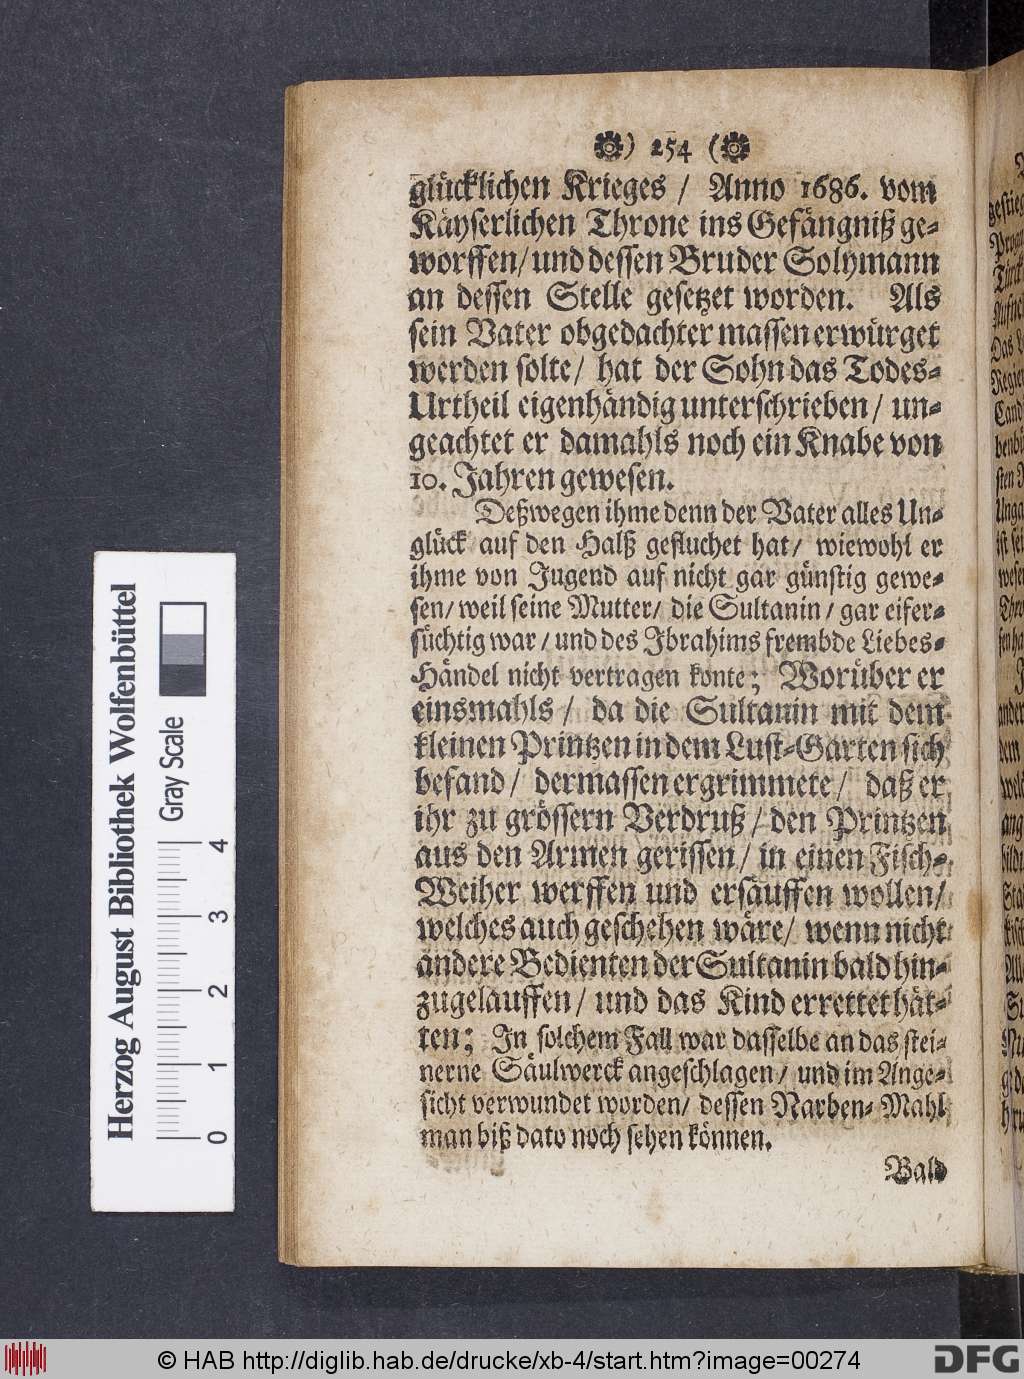 ) 254 (
glücklichen Krieges / Anno 1686. vom
Käyserlichen Throne ins Gefängniß ge-
worffen / und dessen Bruder Solymann
an dessen Stelle gesetzet worden. Als
sein Vater obgedachter massen erwürget
werden solte / hat der Sohn das Todes-
Urtheil eigenhändig unterschrieben / un-
geachtet er damahls noch ein Knabe von
10. Jahren gewesen.
Deßwegen ihme denn der Vater alles Un-
glück auf den Halß gefluchet hat / wiewohl er
ihme von Jugend auf nicht gar günstig gewe-
sen / weil seine Mutter / die Sultanin / gar eifer-
süchtig war / und des Ibrahims frembde Liebes-
Händel nicht vertragen konte; Worüber er
einsmahls / da die Sultanin mit dem
kleinen Printzen in dem Lust-Garten sich
befand / dermassen ergrimmete / daß er
ihr zu grössern Verdruß / den Printzen
aus den Armen gerissen / in einen Fisch-
Weiher werffen und ersäuffen wollen /
welches auch geschehen wäre / wenn nicht
andere Bedienten der Sultanin bald hin-
zugelauffen / und das Kind errettet hät-
ten; In solchem Fall war dasselbe an das stei-
nerne Säulwerck angeschlagen / und im Ange-
sicht verwundet worden / dessen Narben-Mahl
man biß dato noch sehen können.
Bald
Herzog August Bibliothek Wolfenbüttel
Gray Scale
0 1 2 3 4
© HAB http://diglib.hab.de/drucke/xb-4/start.htm?image=00274
DFG